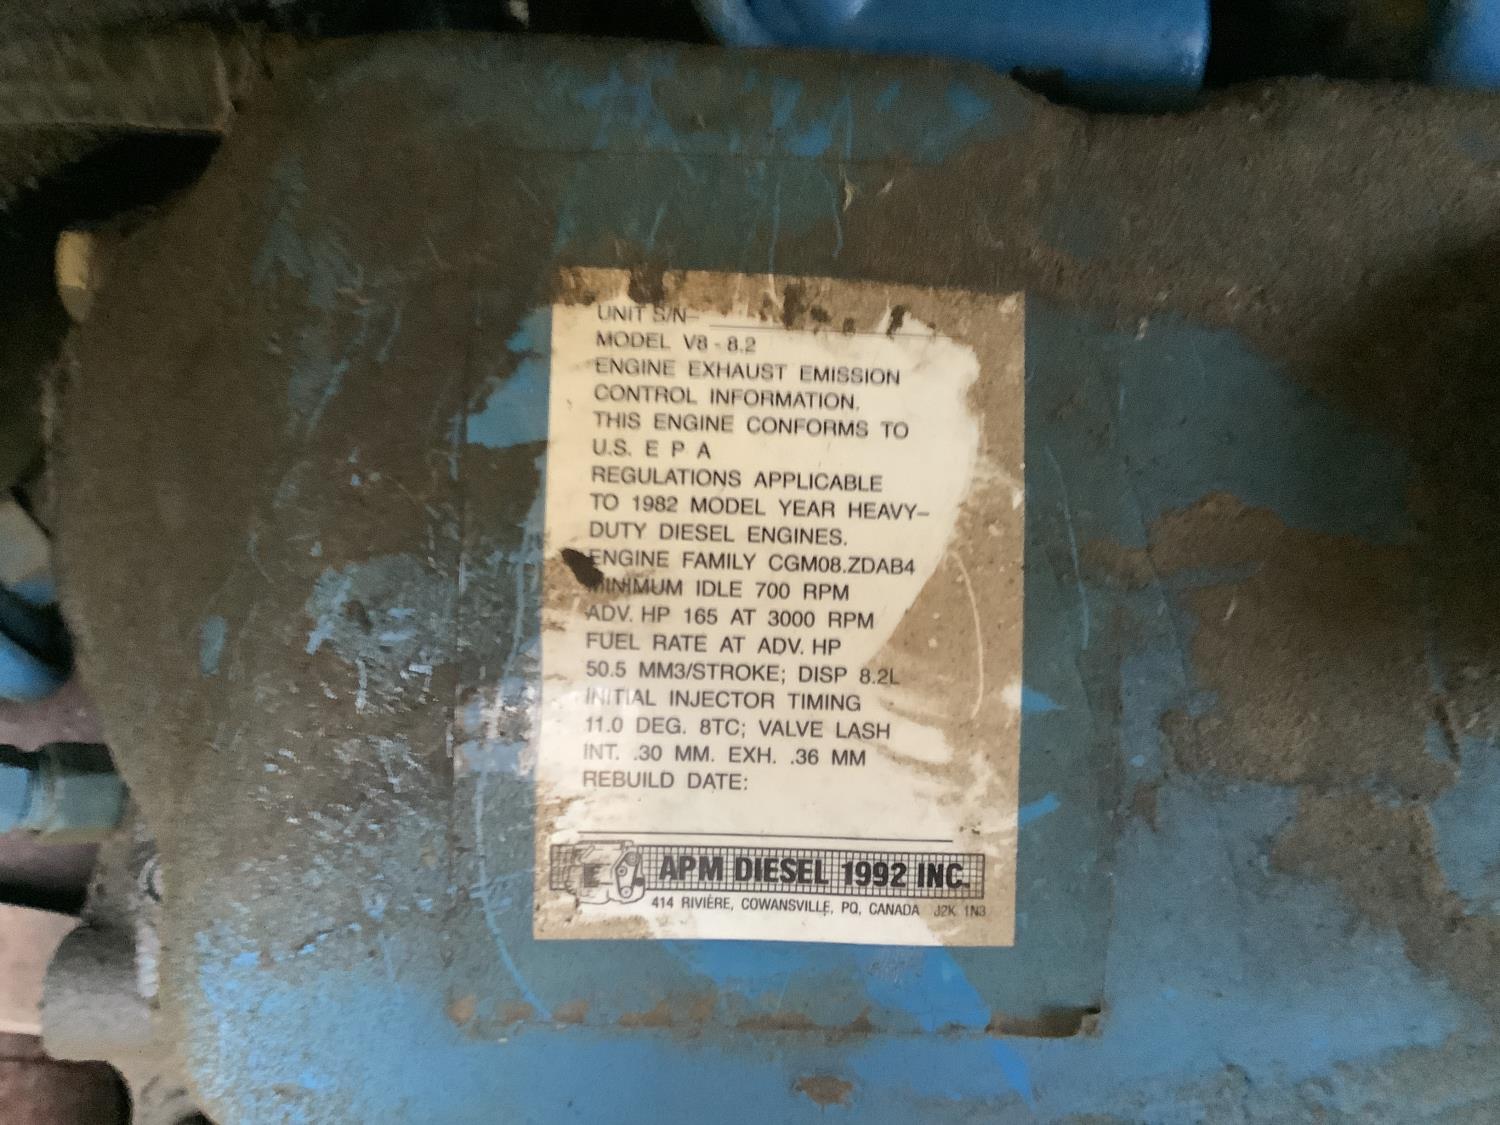 UNIT S/N-
MODEL V8 - 8.2
ENGINE EXHAUST EMISSION
CONTROL INFORMATION.
THIS ENGINE CONFORMS TO
U.S. E P A
REGULATIONS APPLICABLE
TO 1982 MODEL YEAR HEAVY-
DUTY DIESEL ENGINES.
ENGINE FAMILY CGM08.ZDAB4
MINIMUM IDLE 700 RPM
ADV. HP 165 AT 3000 RPM
FUEL RATE AT ADV. HP
50.5 MM3/STROKE; DISP 8.2L
INITIAL INJECTOR TIMING
11.0 DEG. 8TC; VALVE LASH
INT. .30 MM. EXH. .36 MM
REBUILD DATE:
APM DIESEL 1992 INC.
414 RIVIÈRE, COWANSVILLE, PQ, CANADA J2K 1N3